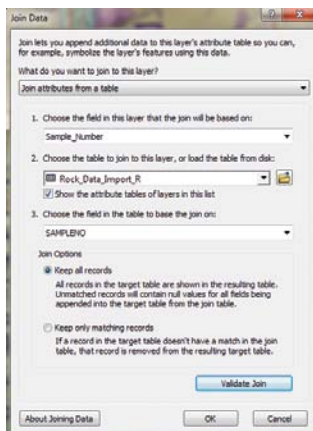 Join Data
Join lets you append additional data to this layer's attribute table so you can,
for example, symbolize the layer's features using this data.
What do you want to join to this layer?
Join attributes from a table
1. Choose the field in this layer that the join will be based on:
Sample_Number
2. Choose the table to join to this layer, or load the table from disk:
Rock_Data_Import_R
Show the attribute tables of layers in this list
3. Choose the field in the table to base the join on:
SAMPLENO
Join Options
Keep all records
All records in the target table are shown in the resulting table.
Unmatched records will contain null values for all fields being
appended into the target table from the join table.
Keep only matching records
If a record in the target table doesn't have a match in the join
table, that record is removed from the resulting target table.
Validate Join
About Joining Data OK Cancel